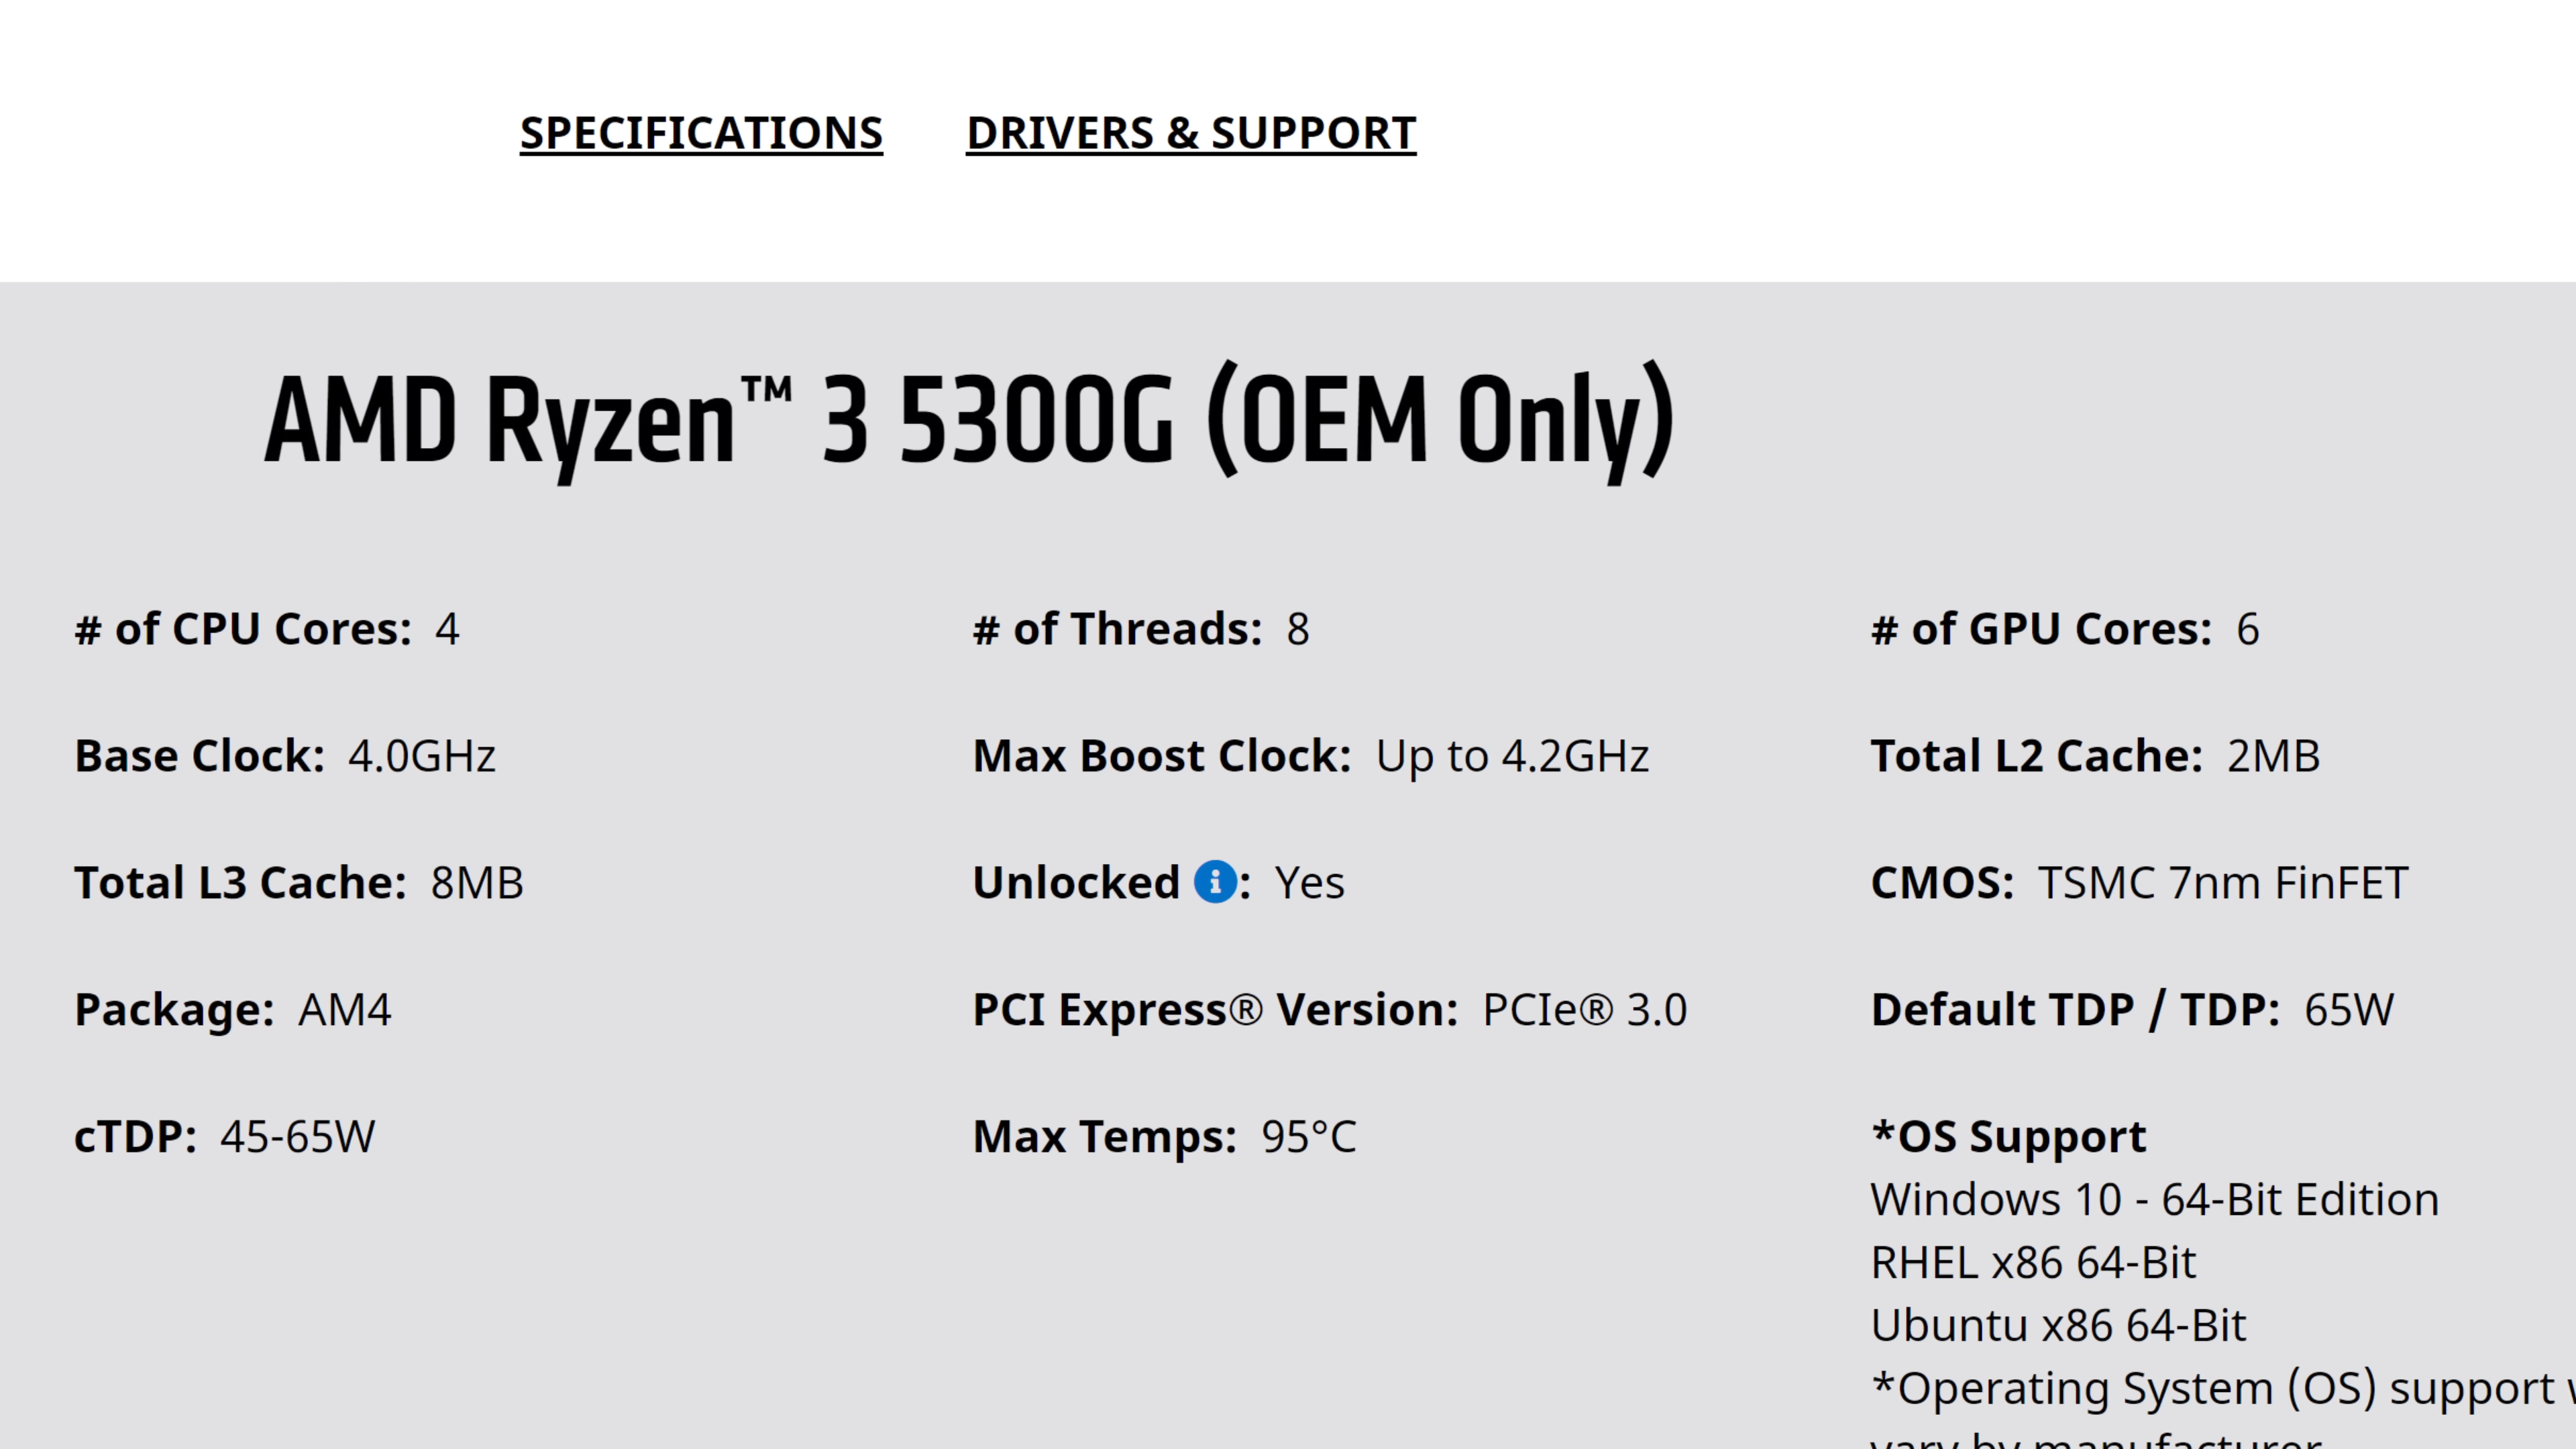 SPECIFICATIONS DRIVERS & SUPPORT
AMD Ryzen™ 3 5300G (OEM Only)
# of CPU Cores: 4 # of Threads: 8 # of GPU Cores: 6
Base Clock: 4.0GHz Max Boost Clock: Up to 4.2GHz Total L2 Cache: 2MB
Total L3 Cache: 8MB Unlocked i: Yes CMOS: TSMC 7nm FinFET
Package: AM4 PCI Express® Version: PCIe® 3.0 Default TDP / TDP: 65W
cTDP: 45-65W Max Temps: 95°C *OS Support
Windows 10 - 64-Bit Edition
RHEL x86 64-Bit
Ubuntu x86 64-Bit
*Operating System (OS) support
vary by manufacturer